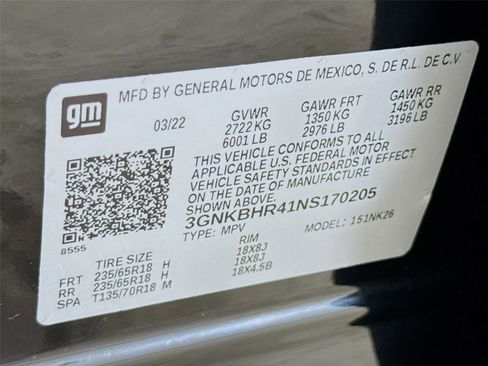 gm MFD BY GENERAL MOTORS DE MEXICO, S. DE R.L. DE C.V.
03/22 GVWR GAWR FRT GAWR RR
2722 KG 1350 KG 1450 KG
6001 LB 2976 LB 3196 LB
THIS VEHICLE CONFORMS TO ALL
APPLICABLE U.S. FEDERAL MOTOR
VEHICLE SAFETY STANDARDS IN EFFECT
ON THE DATE OF MANUFACTURE
SHOWN ABOVE.
3GNKBHR41NS170205
8555 TYPE: MPV MODEL: 151NK26
TIRE SIZE RIM
FRT 235/65R18 H 18X8J
RR 235/65R18 H 18X8J
SPA T135/70R18 M 18X4.5B